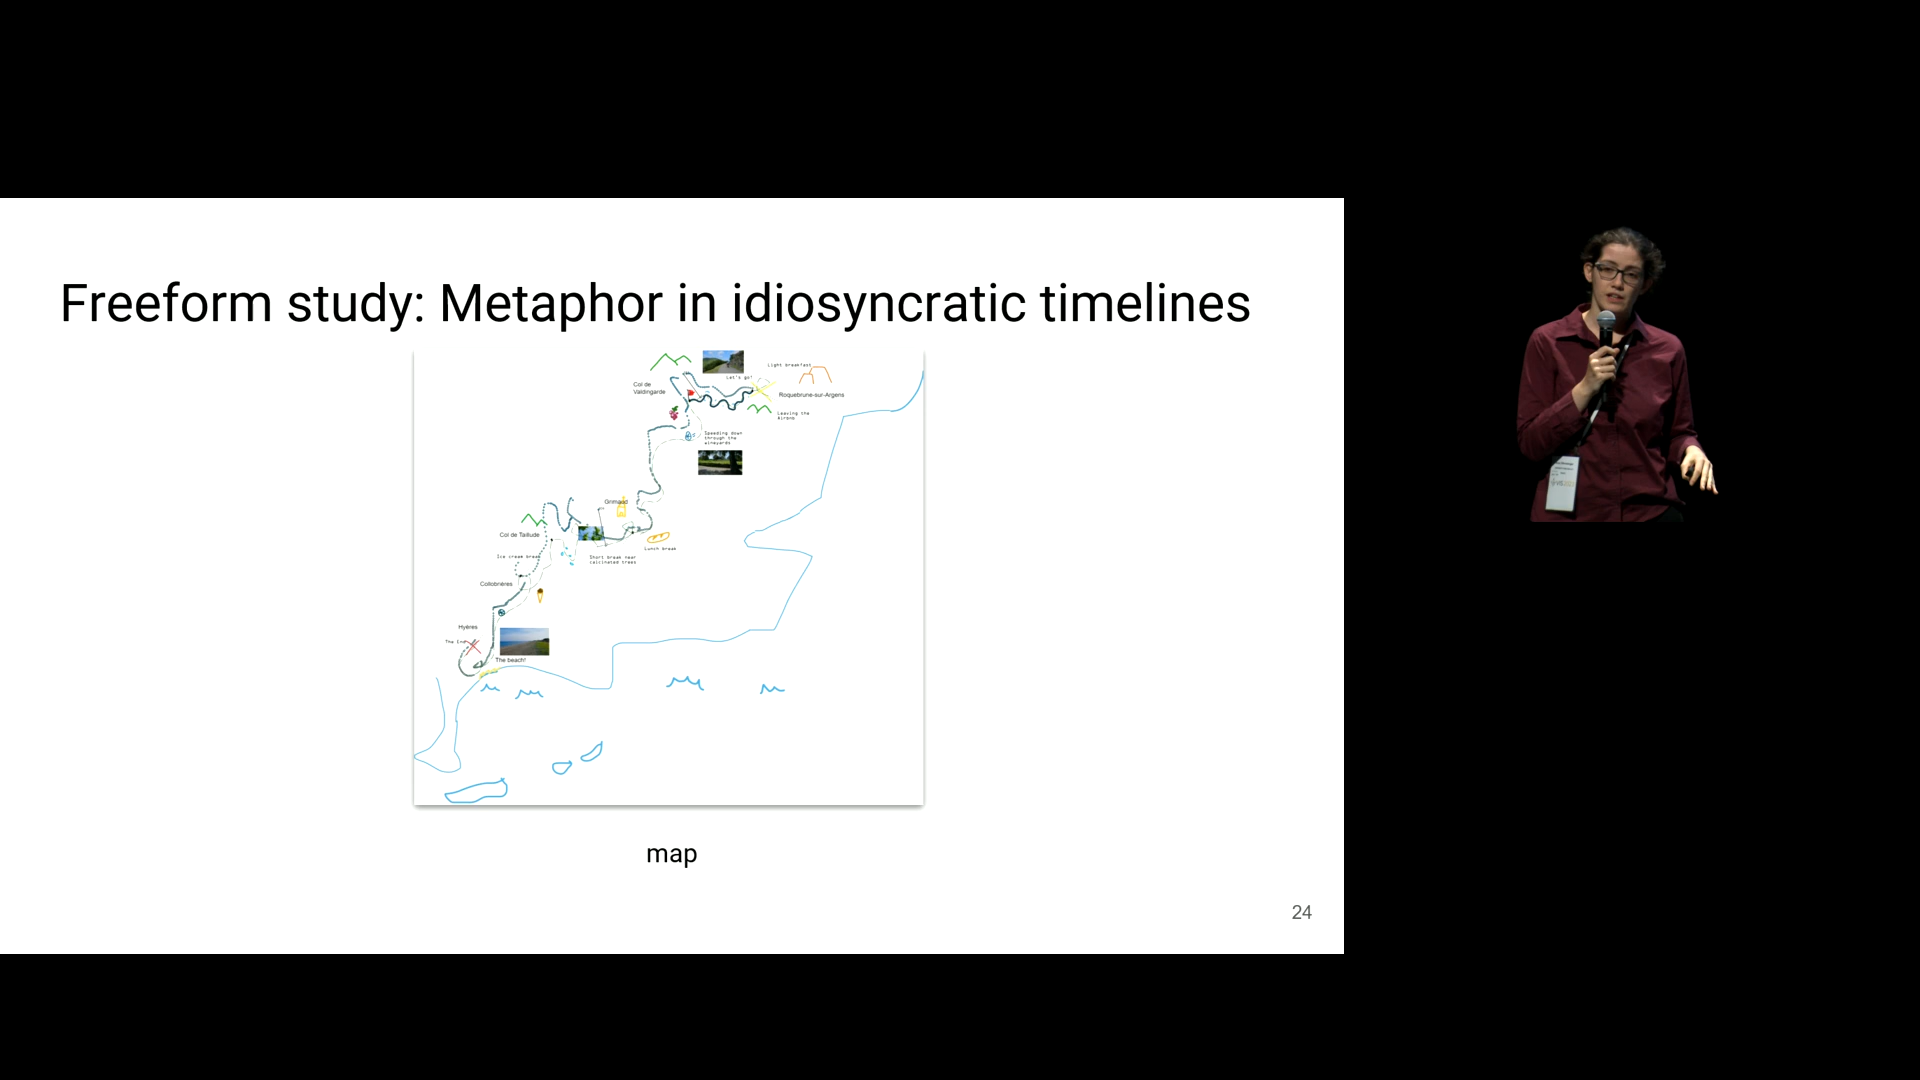 Freeform study: Metaphor in idiosyncratic timelines
Light breakfast
Let's go!
Col de
Valdingarde
Roquebrune-sur-Argens
Leaving the
Speeding down
through the
vineyards
Grimaud
Col de Taillude
Lunch break
Ice cream break
Short break near
calcinated trees
Collobrières
Hyères
The End
The beach!
map
24